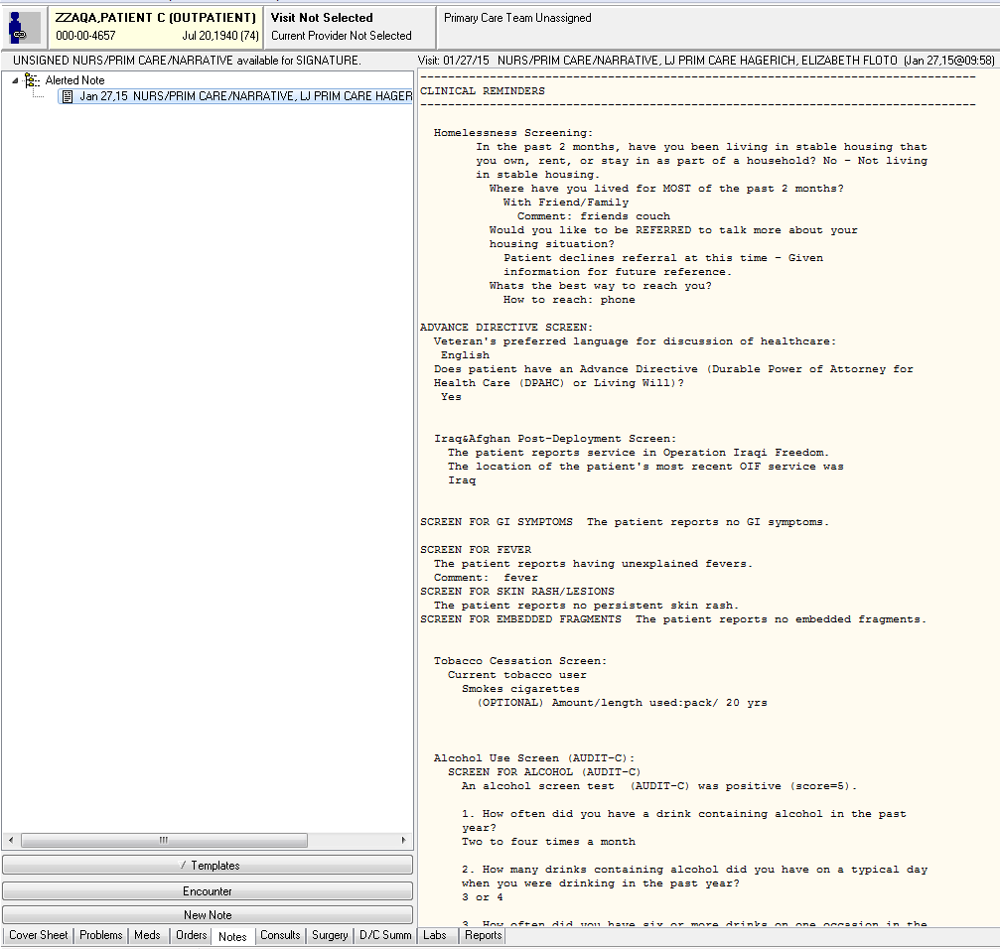 ZZAQA,PATIENT C (OUTPATIENT)
000-00-4657 Jul 20,1940 (74)
Visit Not Selected
Current Provider Not Selected
Primary Care Team Unassigned
UNSIGNED NURS/PRIM CARE/NARRATIVE available for SIGNATURE.
Visit: 01/27/15 NURS/PRIM CARE/NARRATIVE, LJ PRIM CARE HAGERICH, ELIZABETH FLOTO (Jan 27,15@09:58)
Alerted Note
Jan 27,15 NURS/PRIM CARE/NARRATIVE, LJ PRIM CARE HAGER
CLINICAL REMINDERS
Homelessness Screening:
In the past 2 months, have you been living in stable housing that
you own, rent, or stay in as part of a household? No - Not living
in stable housing.
Where have you lived for MOST of the past 2 months?
With Friend/Family
Comment: friends couch
Would you like to be REFERRED to talk more about your
housing situation?
Patient declines referral at this time - Given
information for future reference.
Whats the best way to reach you?
How to reach: phone
ADVANCE DIRECTIVE SCREEN:
Veteran's preferred language for discussion of healthcare:
English
Does patient have an Advance Directive (Durable Power of Attorney for
Health Care (DPAHC) or Living Will)?
Yes
Iraq&Afghan Post-Deployment Screen:
The patient reports service in Operation Iraqi Freedom.
The location of the patient's most recent OIF service was
Iraq
SCREEN FOR GI SYMPTOMS The patient reports no GI symptoms.
SCREEN FOR FEVER
The patient reports having unexplained fevers.
Comment: fever
SCREEN FOR SKIN RASH/LESIONS
The patient reports no persistent skin rash.
SCREEN FOR EMBEDDED FRAGMENTS The patient reports no embedded fragments.
Tobacco Cessation Screen:
Current tobacco user
Smokes cigarettes
(OPTIONAL) Amount/length used:pack/ 20 yrs
Alcohol Use Screen (AUDIT-C):
SCREEN FOR ALCOHOL (AUDIT-C)
An alcohol screen test (AUDIT-C) was positive (score=5).
1. How often did you have a drink containing alcohol in the past
year?
Two to four times a month
2. How many drinks containing alcohol did you have on a typical day
when you were drinking in the past year?
3 or 4
3. How often did you have six or more drinks on one occasion in the
/ Templates
Encounter
New Note
Cover Sheet Problems Meds Orders Notes Consults Surgery D/C Summ Labs Reports